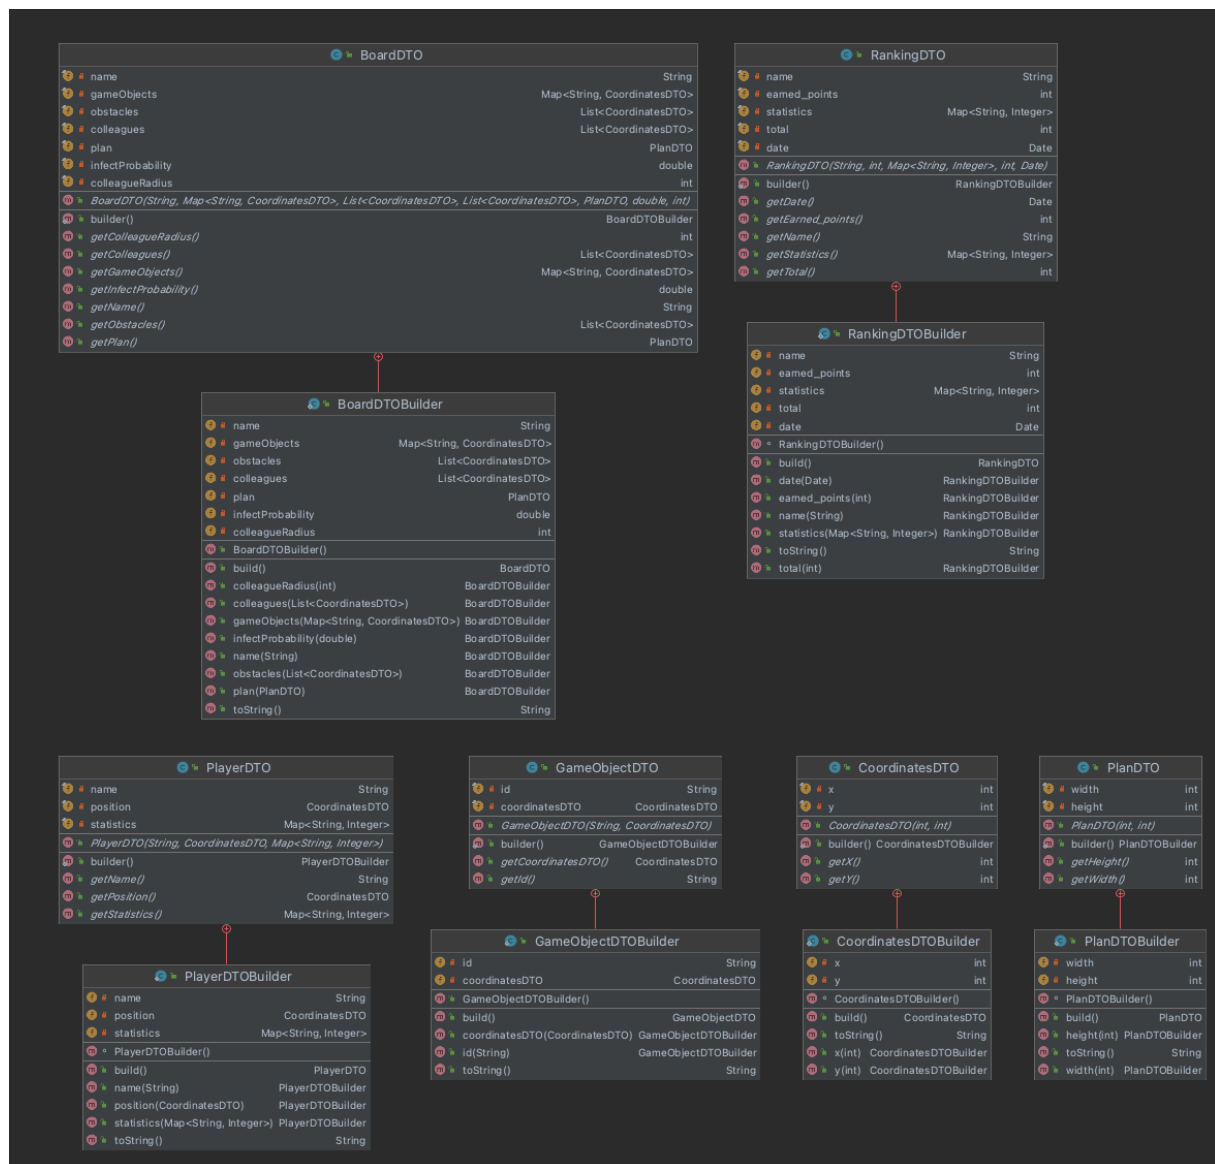 BoardDTO
name String
gameObjects Map<String, CoordinatesDTO>
obstacles List<CoordinatesDTO>
colleagues List<CoordinatesDTO>
plan PlanDTO
infectProbability double
colleagueRadius int
BoardDTO(String, Map<String, CoordinatesDTO>, List<CoordinatesDTO>, List<CoordinatesDTO>, PlanDTO, double, int)
builder() BoardDTOBuilder
getColleagueRadius() int
getColleagues() List<CoordinatesDTO>
getGameObjects() Map<String, CoordinatesDTO>
getInfectProbability() double
getName() String
getObstacles() List<CoordinatesDTO>
getPlan() PlanDTO
RankingDTO
name String
earned_points int
statistics Map<String, Integer>
total int
date Date
RankingDTO(String, int, Map<String, Integer>, int, Date)
builder() RankingDTOBuilder
getDate() Date
getEarned_points() int
getName() String
getStatistics() Map<String, Integer>
getTotal() int
RankingDTOBuilder
name String
earned_points int
statistics Map<String, Integer>
total int
date Date
RankingDTOBuilder()
build() RankingDTO
date(Date) RankingDTOBuilder
earned_points(int) RankingDTOBuilder
name(String) RankingDTOBuilder
statistics(Map<String, Integer>) RankingDTOBuilder
toString() String
total(int) RankingDTOBuilder
BoardDTOBuilder
name String
gameObjects Map<String, CoordinatesDTO>
obstacles List<CoordinatesDTO>
colleagues List<CoordinatesDTO>
plan PlanDTO
infectProbability double
colleagueRadius int
BoardDTOBuilder()
build() BoardDTO
colleagueRadius(int) BoardDTOBuilder
colleagues(List<CoordinatesDTO>) BoardDTOBuilder
gameObjects(Map<String, CoordinatesDTO>) BoardDTOBuilder
infectProbability(double) BoardDTOBuilder
name(String) BoardDTOBuilder
obstacles(List<CoordinatesDTO>) BoardDTOBuilder
plan(PlanDTO) BoardDTOBuilder
toString() String
PlayerDTO
name String
position CoordinatesDTO
statistics Map<String, Integer>
PlayerDTO(String, CoordinatesDTO, Map<String, Integer>)
builder() PlayerDTOBuilder
getName() String
getPosition() CoordinatesDTO
getStatistics() Map<String, Integer>
PlayerDTOBuilder
name String
position CoordinatesDTO
statistics Map<String, Integer>
PlayerDTOBuilder()
build() PlayerDTO
name(String) PlayerDTOBuilder
position(CoordinatesDTO) PlayerDTOBuilder
statistics(Map<String, Integer>) PlayerDTOBuilder
toString() String
GameObjectDTO
id String
coordinatesDTO CoordinatesDTO
GameObjectDTO(String, CoordinatesDTO)
builder() GameObjectDTOBuilder
getCoordinatesDTO() CoordinatesDTO
getId() String
GameObjectDTOBuilder
id String
coordinatesDTO CoordinatesDTO
GameObjectDTOBuilder()
build() GameObjectDTO
coordinatesDTO(CoordinatesDTO) GameObjectDTOBuilder
id(String) GameObjectDTOBuilder
toString() String
CoordinatesDTO
x int
y int
CoordinatesDTO(int, int)
builder() CoordinatesDTOBuilder
getX() int
getY() int
CoordinatesDTOBuilder
x int
y int
CoordinatesDTOBuilder()
build() CoordinatesDTO
toString() String
x(int) CoordinatesDTOBuilder
y(int) CoordinatesDTOBuilder
PlanDTO
width int
height int
PlanDTO(int, int)
builder() PlanDTOBuilder
getHeight() int
getWidth() int
PlanDTOBuilder
width int
height int
PlanDTOBuilder()
build() PlanDTO
height(int) PlanDTOBuilder
toString() String
width(int) PlanDTOBuilder